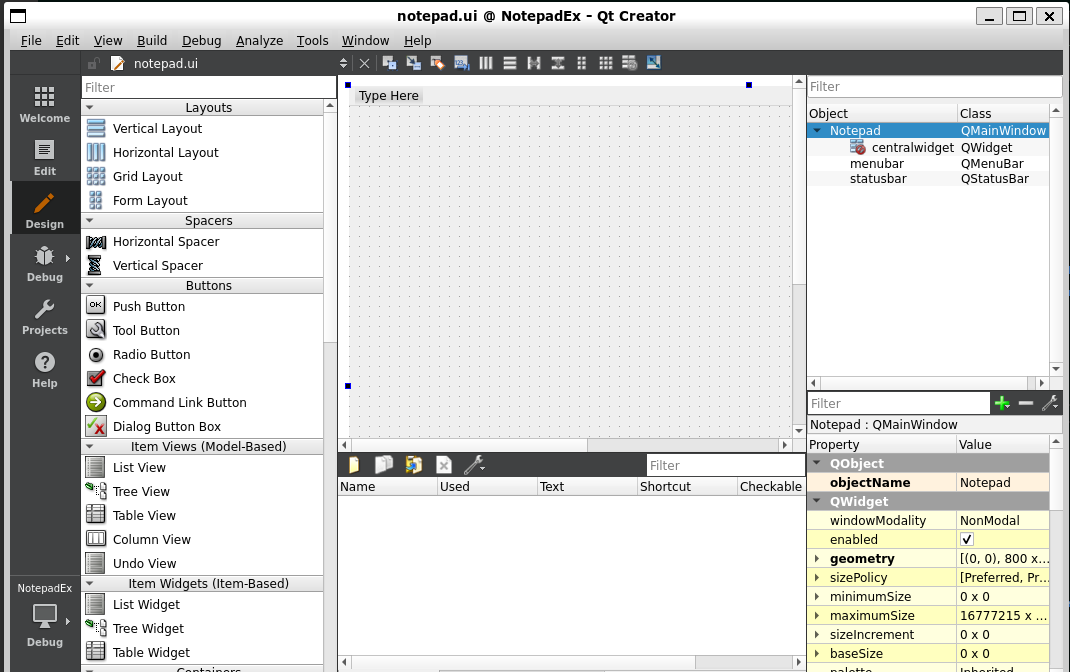 notepad.ui @ NotepadEx - Qt Creator
File Edit View Build Debug Analyze Tools Window Help
notepad.ui
Welcome
Edit
Design
Debug
Projects
Help
NotepadEx
Debug
Filter
Layouts
Vertical Layout
Horizontal Layout
Grid Layout
Form Layout
Spacers
Horizontal Spacer
Vertical Spacer
Buttons
OK
Push Button
Tool Button
Radio Button
Check Box
Command Link Button
Dialog Button Box
Item Views (Model-Based)
List View
Tree View
Table View
Column View
Undo View
Item Widgets (Item-Based)
List Widget
Tree Widget
Table Widget
Containers
Type Here
Filter
Name Used Text Shortcut Checkable
Filter
Object Class
Notepad QMainWindow
centralwidget QWidget
menubar QMenuBar
statusbar QStatusBar
Filter
Notepad : QMainWindow
Property Value
QObject
objectName Notepad
QWidget
windowModality NonModal
enabled
geometry [(0, 0), 800 x...
sizePolicy [Preferred, Pr...
minimumSize 0 x 0
maximumSize 16777215 x ...
sizeIncrement 0 x 0
baseSize 0 x 0
palette Inherited